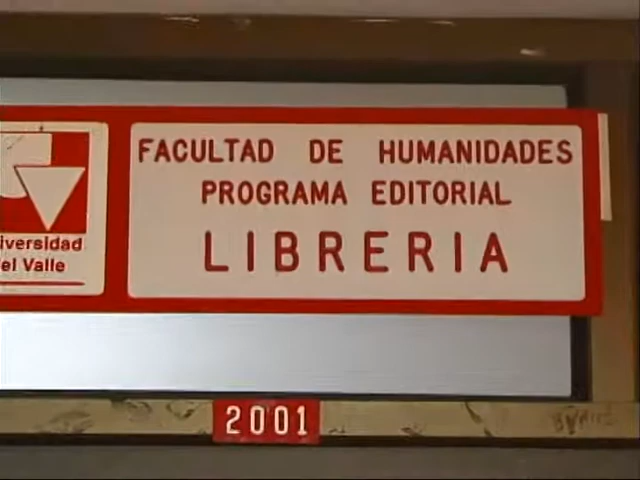 FACULTAD DE HUMANIDADES
PROGRAMA EDITORIAL
LIBRERIA
iversidad
el Valle
2001